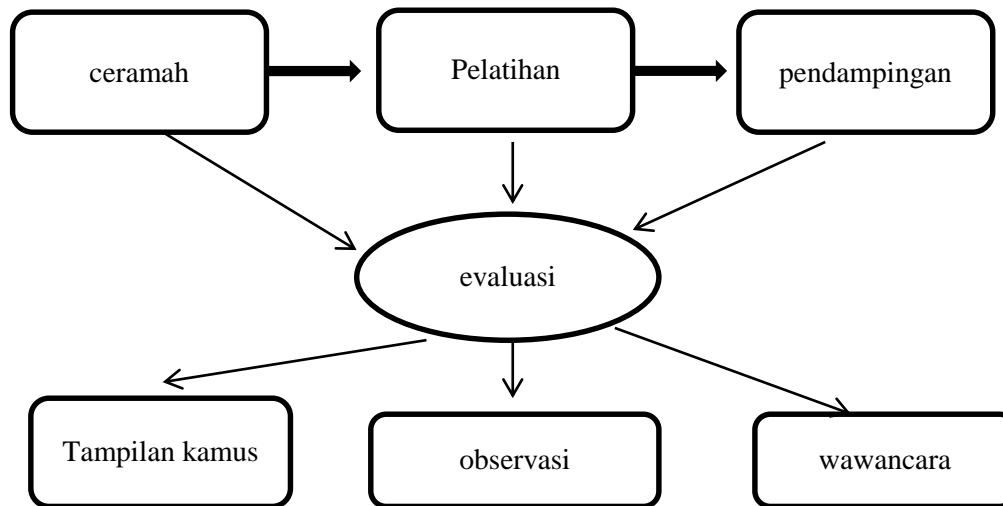 ceramah
Pelatihan
pendampingan
evaluasi
Tampilan kamus
observasi
wawancara